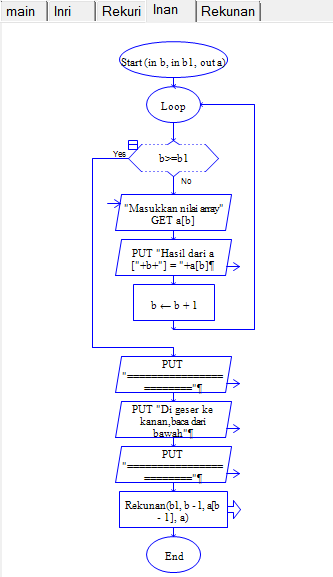 main Inri Rekuri Inan Rekunan
Start (in b, in b1, out a)
Loop
b>=b1
Yes
No
"Masukkan nilai array"
GET a[b]
PUT "Hasil dari a
["+b+"] = "+a[b]¶
b ← b + 1
PUT
"=================
========"¶
PUT "Di geser ke
kanan,baca dari
bawah"¶
PUT
"=================
========"¶
Rekunan(b1, b - 1, a[b
- 1], a)
End